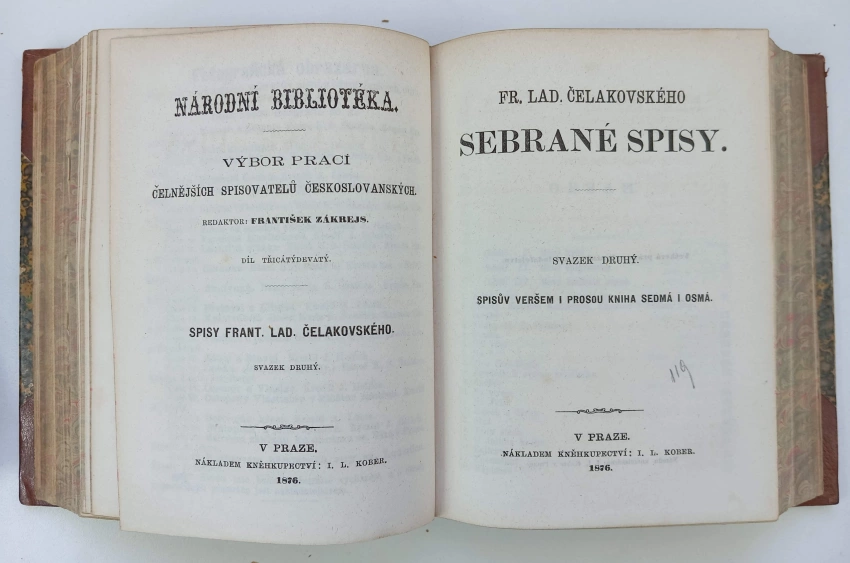 NÁRODNÍ BIBLIOTÉKA.
VÝBOR PRACÍ
ČELNĚJŠÍCH SPISOVATELŮ ČESKOSLOVANSKÝCH.
REDAKTOR: FRANTIŠEK ZÁKREJS.
DÍL TŘICÁTÝDEVATÝ.
SPISY FRANT. LAD. ČELAKOVSKÉHO.
SVAZEK DRUHÝ.
V PRAZE.
NÁKLADEM KNĚHKUPECTVÍ: I. L. KOBER.
1876.
FR. LAD. ČELAKOVSKÉHO
SEBRANÉ SPISY.
SVAZEK DRUHÝ.
SPISŮV VERŠEM I PROSOU KNIHA SEDMÁ I OSMÁ.
119
V PRAZE.
NÁKLADEM KNĚHKUPECTVÍ: I. L. KOBER.
1876.